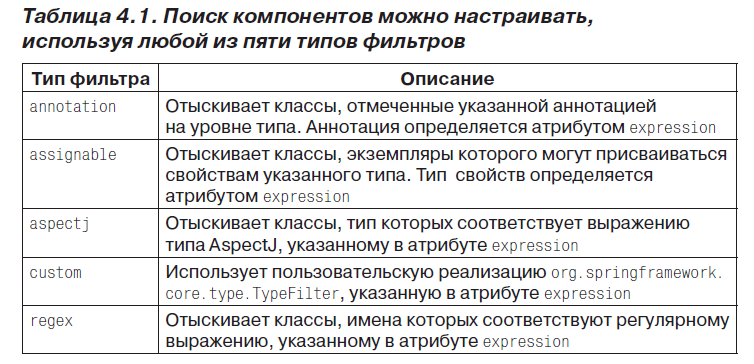 Таблица 4.1. Поиск компонентов можно настраивать,
используя любой из пяти типов фильтров
Тип фильтра Описание
annotation Отыскивает классы, отмеченные указанной аннотацией
на уровне типа. Аннотация определяется атрибутом expression
assignable Отыскивает классы, экземпляры которого могут присваиваться
свойствам указанного типа. Тип свойств определяется
атрибутом expression
aspectj Отыскивает классы, тип которых соответствует выражению
типа AspectJ, указанному в атрибуте expression
custom Использует пользовательскую реализацию org.springframework.
core.type.TypeFilter, указанную в атрибуте expression
regex Отыскивает классы, имена которых соответствуют регулярному
выражению, указанному в атрибуте expression